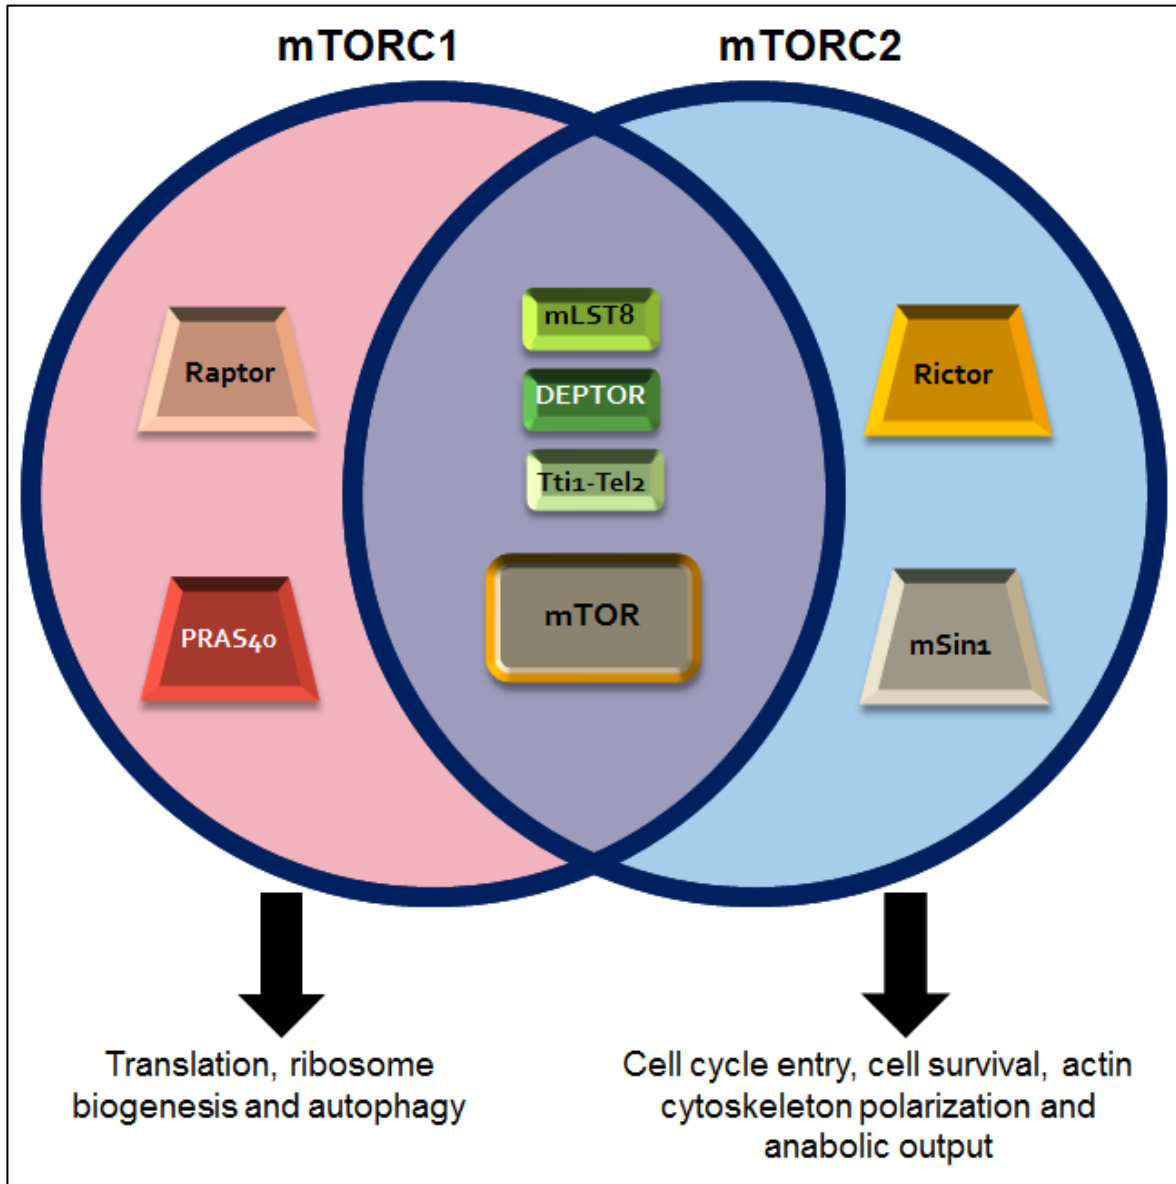 mTORC1
mTORC2
mLST8
Raptor
DEPTOR
Rictor
Tti1-Tel2
mTOR
PRAS40
mSin1
Translation, ribosome
biogenesis and autophagy
Cell cycle entry, cell survival, actin
cytoskeleton polarization and
anabolic output